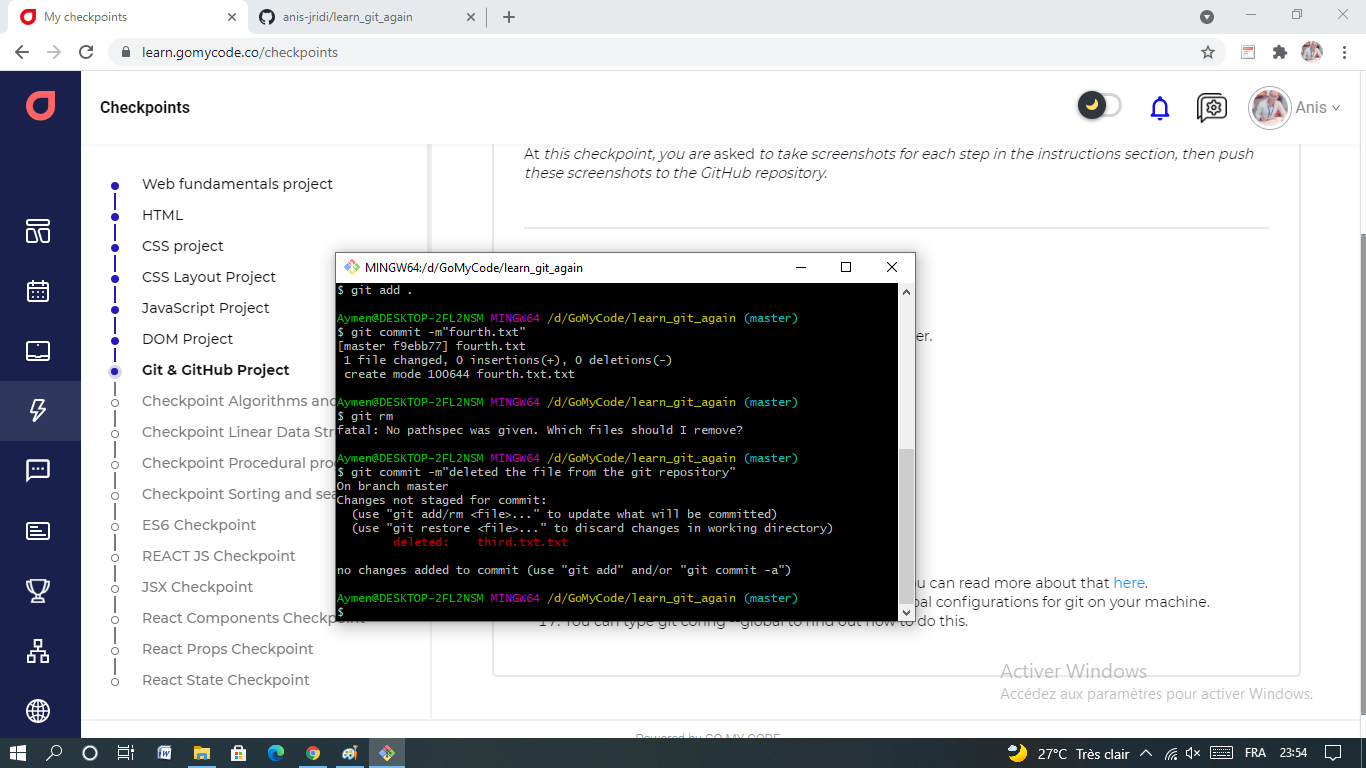 My checkpoints
anis-jridi/learn_git_again
learn.gomycode.co/checkpoints
Checkpoints
Anis
At this checkpoint, you are asked to take screenshots for each step in the instructions section, then push
these screenshots to the GitHub repository.
Web fundamentals project
HTML
CSS project
CSS Layout Project
JavaScript Project
DOM Project
Git & GitHub Project
Checkpoint Algorithms and
Checkpoint Linear Data Str
Checkpoint Procedural pro
Checkpoint Sorting and sea
ES6 Checkpoint
REACT JS Checkpoint
JSX Checkpoint
React Components Checkpoint
React Props Checkpoint
React State Checkpoint
MINGW64:/d/GoMyCode/learn_git_again
$ git add .
Aymen@DESKTOP-2FL2NSM MINGW64 /d/GoMyCode/learn_git_again (master)
$ git commit -m"fourth.txt"
[master f9ebb77] fourth.txt
1 file changed, 0 insertions(+), 0 deletions(-)
create mode 100644 fourth.txt.txt
Aymen@DESKTOP-2FL2NSM MINGW64 /d/GoMyCode/learn_git_again (master)
$ git rm
fatal: No pathspec was given. Which files should I remove?
Aymen@DESKTOP-2FL2NSM MINGW64 /d/GoMyCode/learn_git_again (master)
$ git commit -m"deleted the file from the git repository"
On branch master
Changes not staged for commit:
(use "git add/rm <file>..." to update what will be committed)
(use "git restore <file>..." to discard changes in working directory)
deleted: third.txt.txt
no changes added to commit (use "git add" and/or "git commit -a")
Aymen@DESKTOP-2FL2NSM MINGW64 /d/GoMyCode/learn_git_again (master)
$
er.
ou can read more about that here.
bal configurations for git on your machine.
17. You can type git config --global to find out how to do this.
Activer Windows
Accédez aux paramètres pour activer Windows.
Powered by GO MY CODE
27°C Très clair
FRA
23:54